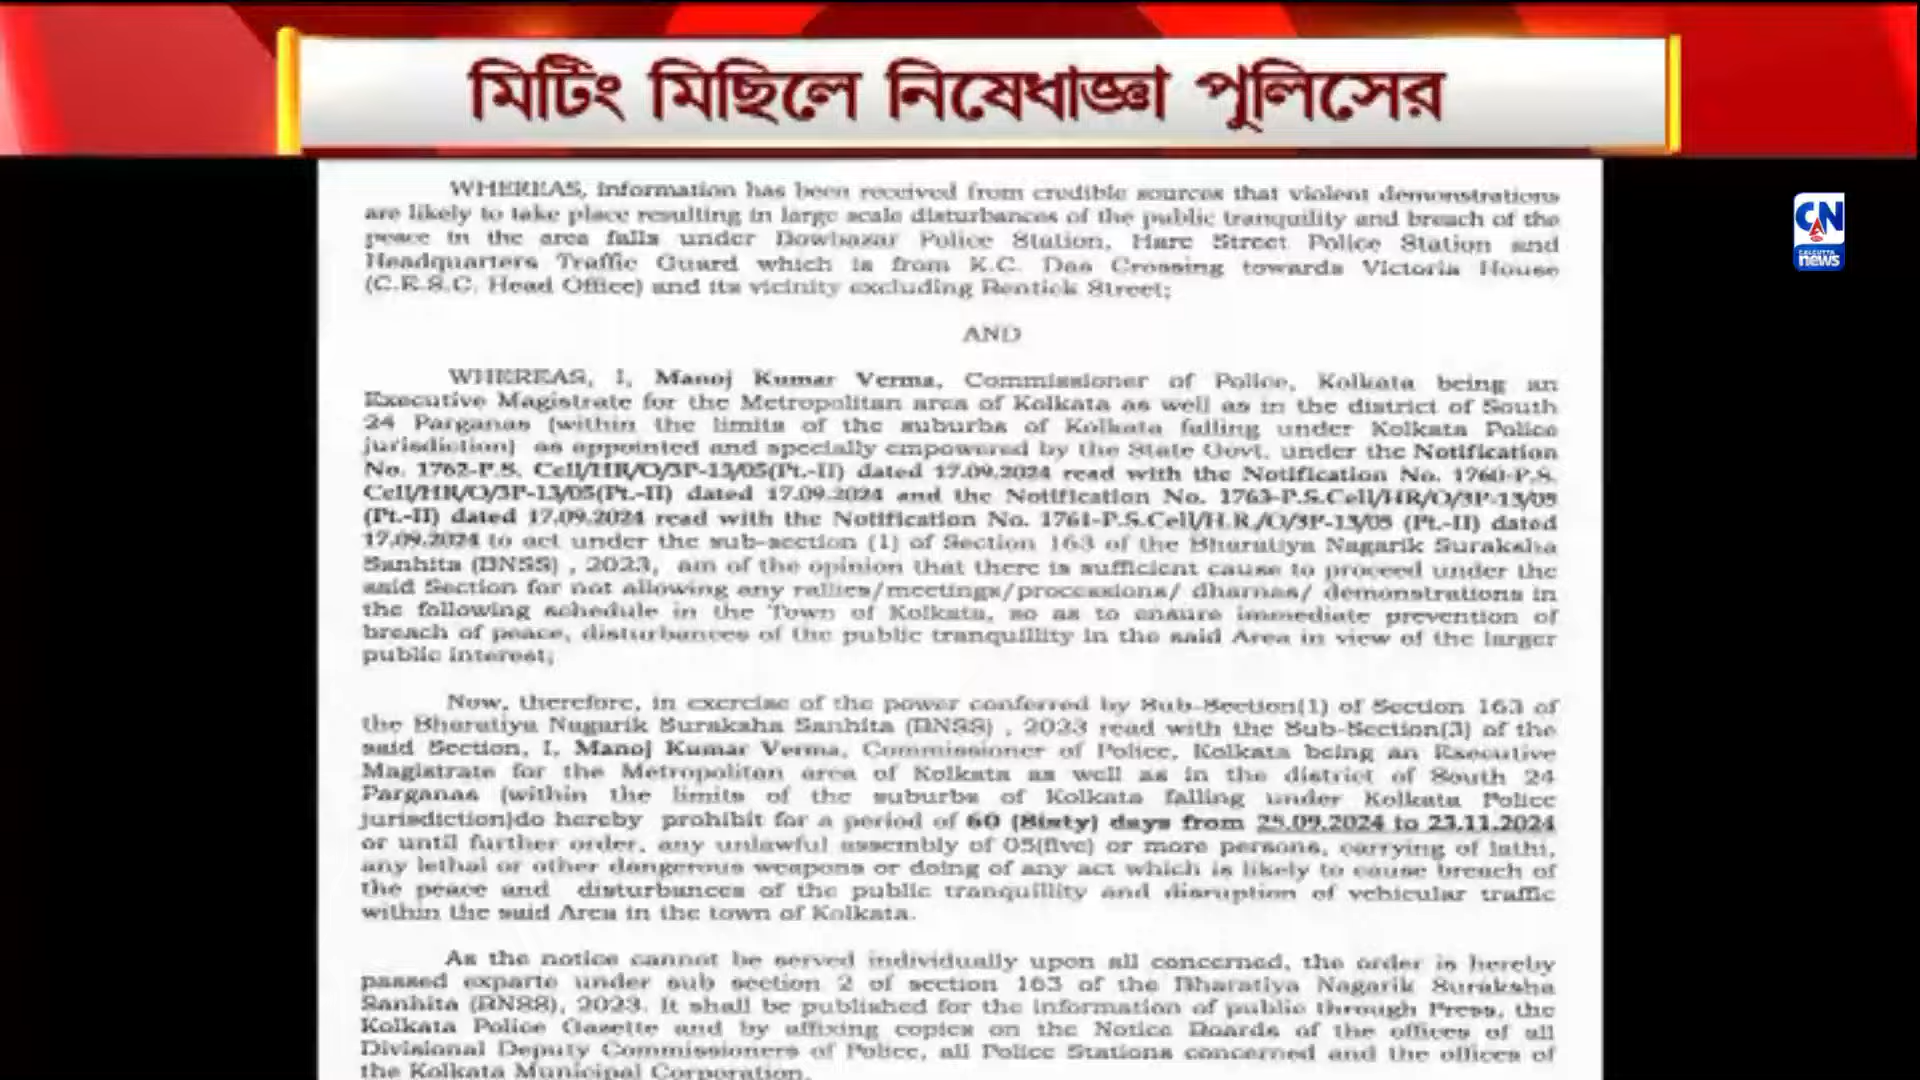 মিটিং মিছিলে নিষেধাজ্ঞা পুলিসের
CN
CALCUTTA
news
WHEREAS, information has been received from credible sources that violent demonstrations
are likely to take place resulting in large scale disturbances of the public tranquility and breach of the
peace in the area falls under Bowbazar Police Station, Hare Street Police Station and
Headquarters Traffic Guard which is from K.C. Das Crossing towards Victoria House
(C.E.S.C. Head Office) and its vicinity excluding Bentick Street;
AND
WHEREAS, I, Manoj Kumar Verma, Commissioner of Police, Kolkata being an
Executive Magistrate for the Metropolitan area of Kolkata as well as in the district of South
24 Parganas (within the limits of the suburbs of Kolkata falling under Kolkata Police
jurisdiction) as appointed and specially empowered by the State Govt. under the Notification
No. 1762-P.S. Cell/HR/O/3P-13/05(Pt.-II) dated 17.09.2024 read with the Notification No. 1760-P.S.
Cell/HR/O/3P-13/05(Pt.-II) dated 17.09.2024 and the Notification No. 1763-P.S.Cell/HR/O/3P-13/05
(Pt.-II) dated 17.09.2024 read with the Notification No. 1761-P.S.Cell/H.R./O/3P-13/05 (Pt.-II) dated
17.09.2024 to act under the sub-section (1) of Section 163 of the Bharatiya Nagarik Suraksha
Sanhita (BNSS) , 2023, am of the opinion that there is sufficient cause to proceed under the
said Section for not allowing any rallies/meetings/processions/ dharnas/ demonstrations in
the following schedule in the Town of Kolkata, so as to ensure immediate prevention of
breach of peace, disturbances of the public tranquillity in the said Area in view of the larger
public interest;
Now, therefore, in exercise of the power conferred by Sub-Section(1) of Section 163 of
the Bharatiya Nagarik Suraksha Sanhita (BNSS) , 2023 read with the Sub-Section(3) of the
said Section, I, Manoj Kumar Verma, Commissioner of Police, Kolkata being an Executive
Magistrate for the Metropolitan area of Kolkata as well as in the district of South 24
Parganas (within the limits of the suburbs of Kolkata falling under Kolkata Police
jurisdiction)do hereby prohibit for a period of 60 (Sixty) days from 25.09.2024 to 23.11.2024
or until further order, any unlawful assembly of 05(five) or more persons, carrying of lathi,
any lethal or other dangerous weapons or doing of any act which is likely to cause breach of
the peace and disturbances of the public tranquillity and disruption of vehicular traffic
within the said Area in the town of Kolkata.
As the notice cannot be served individually upon all concerned, the order is hereby
passed exparte under sub section 2 of section 163 of the Bharatiya Nagarik Suraksha
Sanhita (BNSS), 2023. It shall be published for the information of public through Press, the
Kolkata Police Gazette and by affixing copies on the Notice Boards of the offices of all
Divisional Deputy Commissioners of Police, all Police Stations concerned and the offices of
the Kolkata Municipal Corporation.